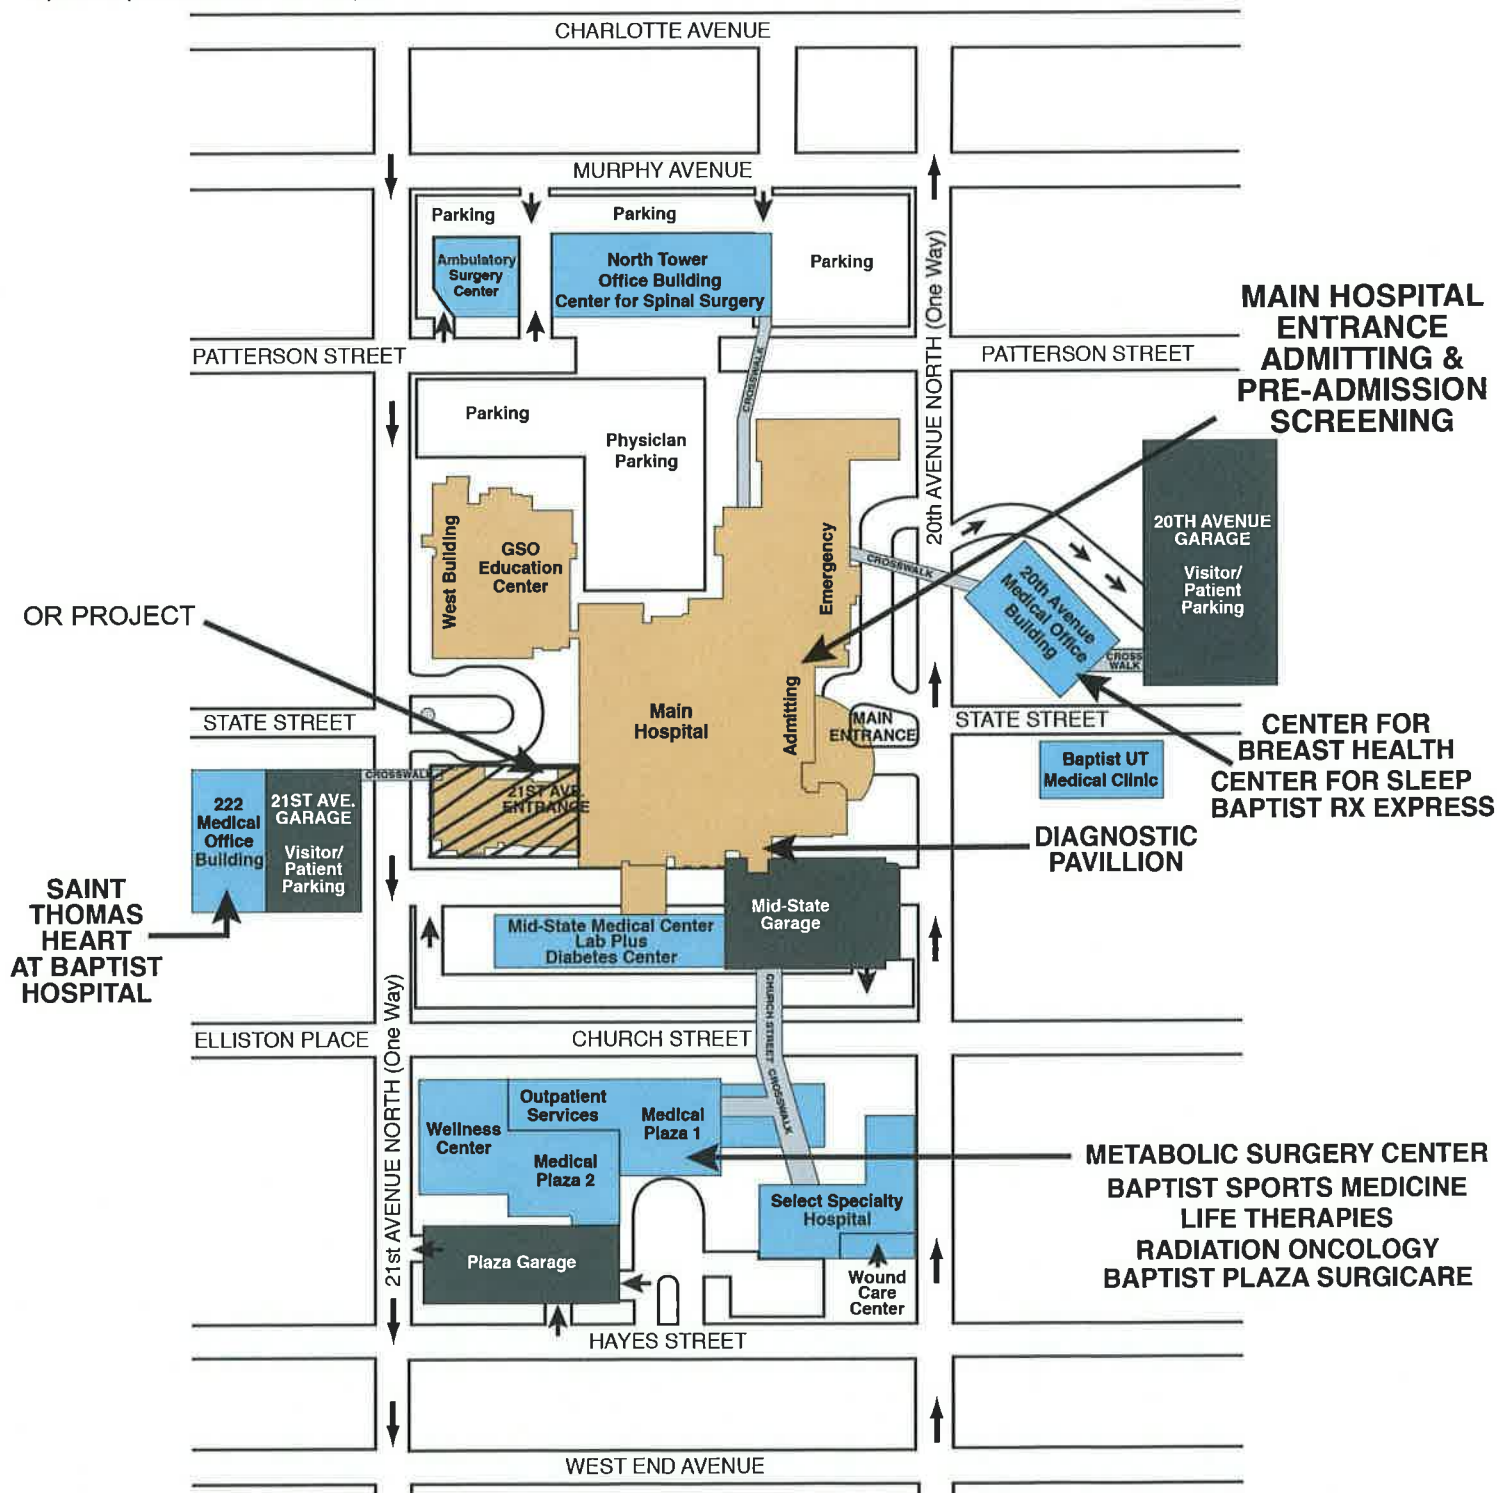 CHARLOTTE AVENUE
MURPHY AVENUE
Parking
Parking
Parking
Ambulatory
Surgery
Center
North Tower
Office Building
Center for Spinal Surgery
20th AVENUE NORTH (One Way)
MAIN HOSPITAL
ENTRANCE
ADMITTING &
PRE-ADMISSION
SCREENING
PATTERSON STREET
PATTERSON STREET
CROSSWALK
Parking
Physician
Parking
West Building
GSO
Education
Center
Emergency
CROSSWALK
20th Avenue
Medical Office
Building
20TH AVENUE
GARAGE
Visitor/
Patient
Parking
CROSS
WALK
OR PROJECT
Main
Hospital
Admitting
MAIN
ENTRANCE
STATE STREET
STATE STREET
Baptist UT
Medical Clinic
CENTER FOR
BREAST HEALTH
CENTER FOR SLEEP
BAPTIST RX EXPRESS
CROSSWALK
21ST AVE.
ENTRANCE
222
Medical
Office
Building
21ST AVE.
GARAGE
Visitor/
Patient
Parking
DIAGNOSTIC
PAVILLION
SAINT
THOMAS
HEART
AT BAPTIST
HOSPITAL
Mid-State
Garage
Mid-State Medical Center
Lab Plus
Diabetes Center
21st AVENUE NORTH (One Way)
ELLISTON PLACE
CHURCH STREET
CHURCH STREET CROSSWALK
Wellness
Center
Outpatient
Services
Medical
Plaza 1
Medical
Plaza 2
METABOLIC SURGERY CENTER
BAPTIST SPORTS MEDICINE
LIFE THERAPIES
RADIATION ONCOLOGY
BAPTIST PLAZA SURGICARE
Select Specialty
Hospital
Plaza Garage
Wound
Care
Center
HAYES STREET
WEST END AVENUE